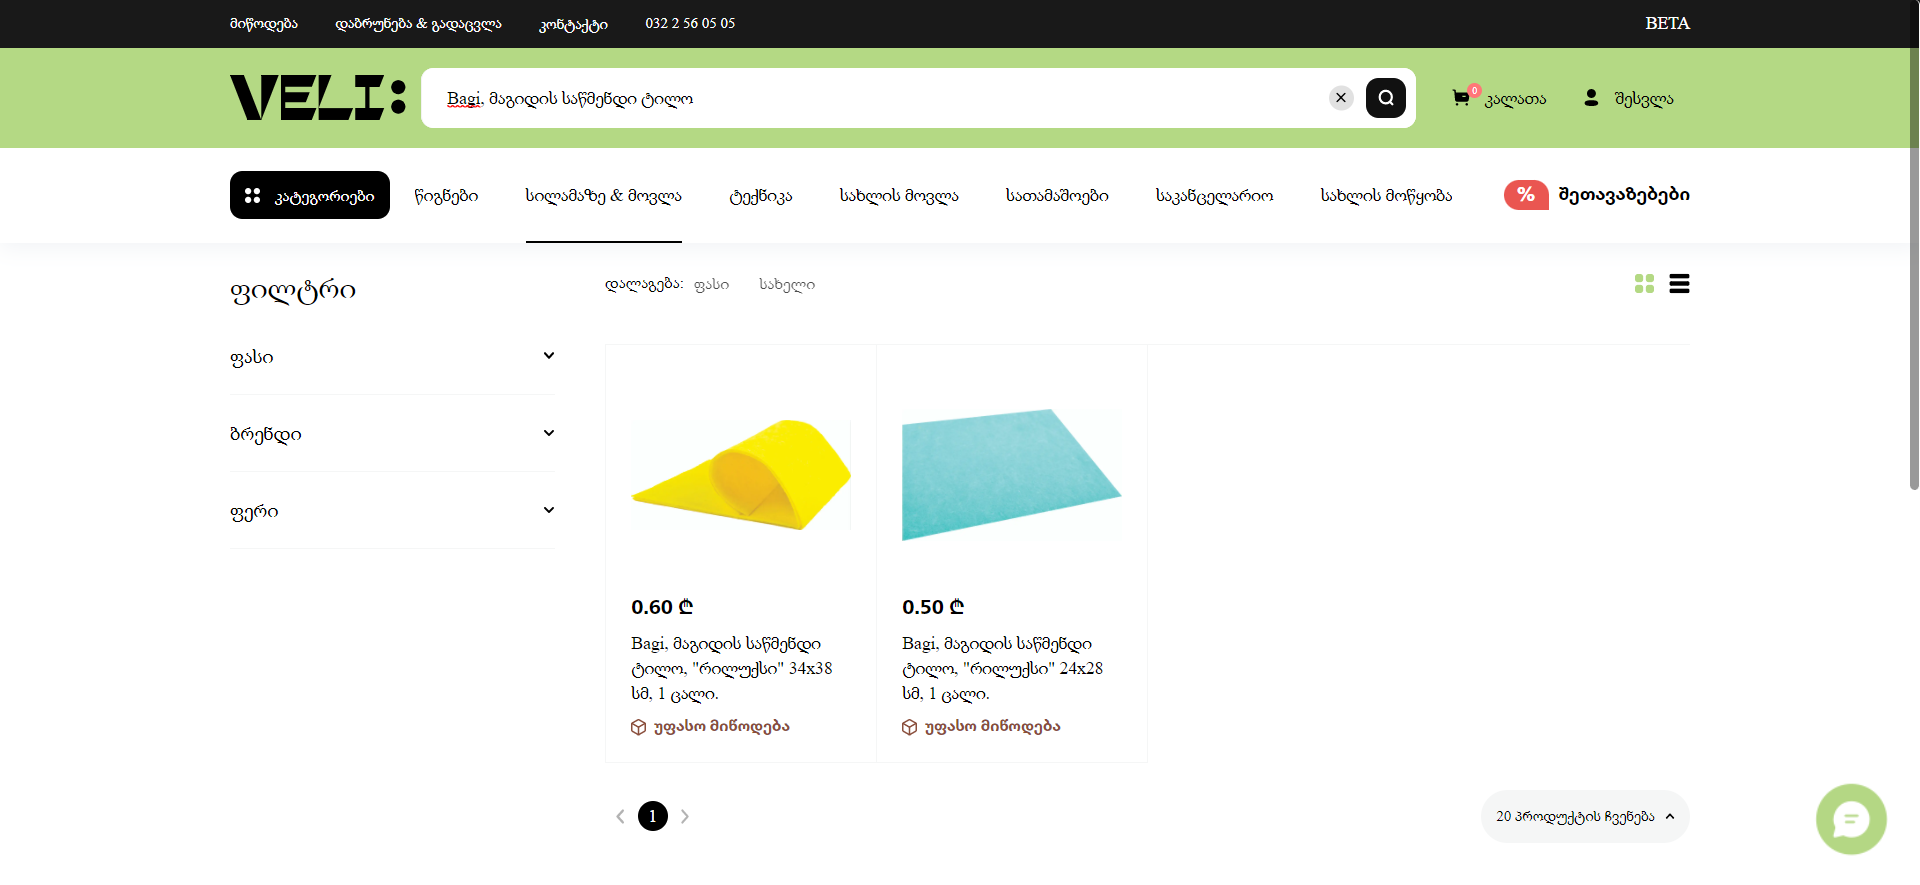 მიწოდება
დაბრუნება & გადაცვლა
კონტაქტი
032 2 56 05 05
BETA
VELI:
Bagi, მაგიდის საწმენდი ტილო
0
კალათა
შესვლა
კატეგორიები
წიგნები
სილამაზე & მოვლა
ტექნიკა
სახლის მოვლა
სათამაშოები
საკანცელარიო
სახლის მოწყობა
%
შეთავაზებები
ფილტრი
ფასი
ბრენდი
ფერი
დალაგება:
ფასი
სახელი
0.60 ₾
Bagi, მაგიდის საწმენდი
ტილო, "რილუქსი" 34x38
სმ, 1 ცალი.
უფასო მიწოდება
0.50 ₾
Bagi, მაგიდის საწმენდი
ტილო, "რილუქსი" 24x28
სმ, 1 ცალი.
უფასო მიწოდება
1
20 პროდუქტის ჩვენება